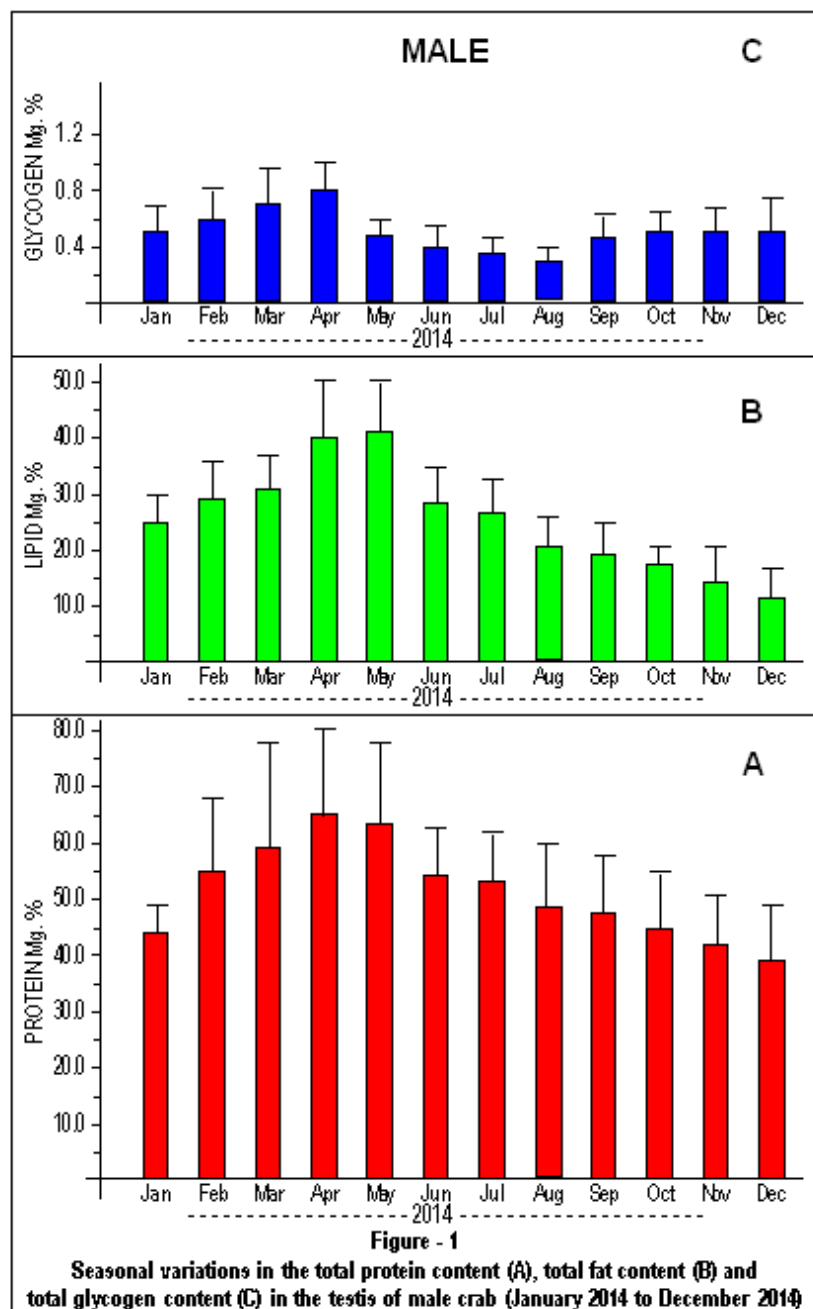 MALE C
GLYCOGEN Mg. %
1.2
0.8
0.4
Jan Feb Mar Apr May Jun Jul Aug Sep Oct Nov Dec
2014
B
LIPID Mg. %
50.0
40.0
30.0
20.0
10.0
Jan Feb Mar Apr May Jun Jul Aug Sep Oct Nov Dec
2014
A
PROTEIN Mg. %
80.0
70.0
60.0
50.0
40.0
30.0
20.0
10.0
Jan Feb Mar Apr May Jun Jul Aug Sep Oct Nov Dec
2014
Figure - 1
Seasonal variations in the total protein content (A), total fat content (B) and
total glycogen content (C) in the testis of male crab (January 2014 to December 2014)